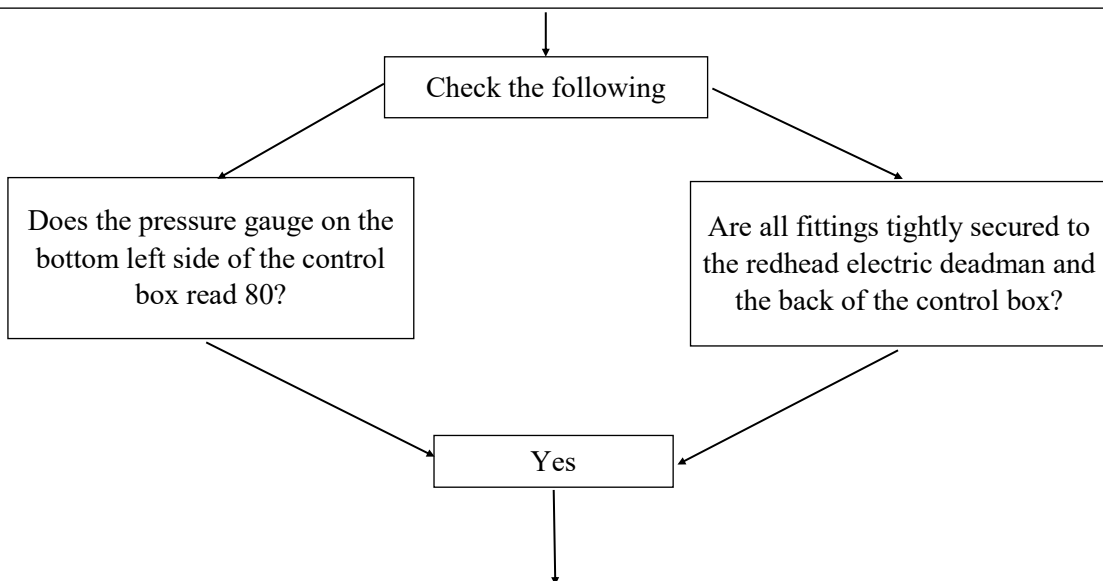 Check the following
Does the pressure gauge on the
bottom left side of the control
box read 80?
Are all fittings tightly secured to
the redhead electric deadman and
the back of the control box?
Yes